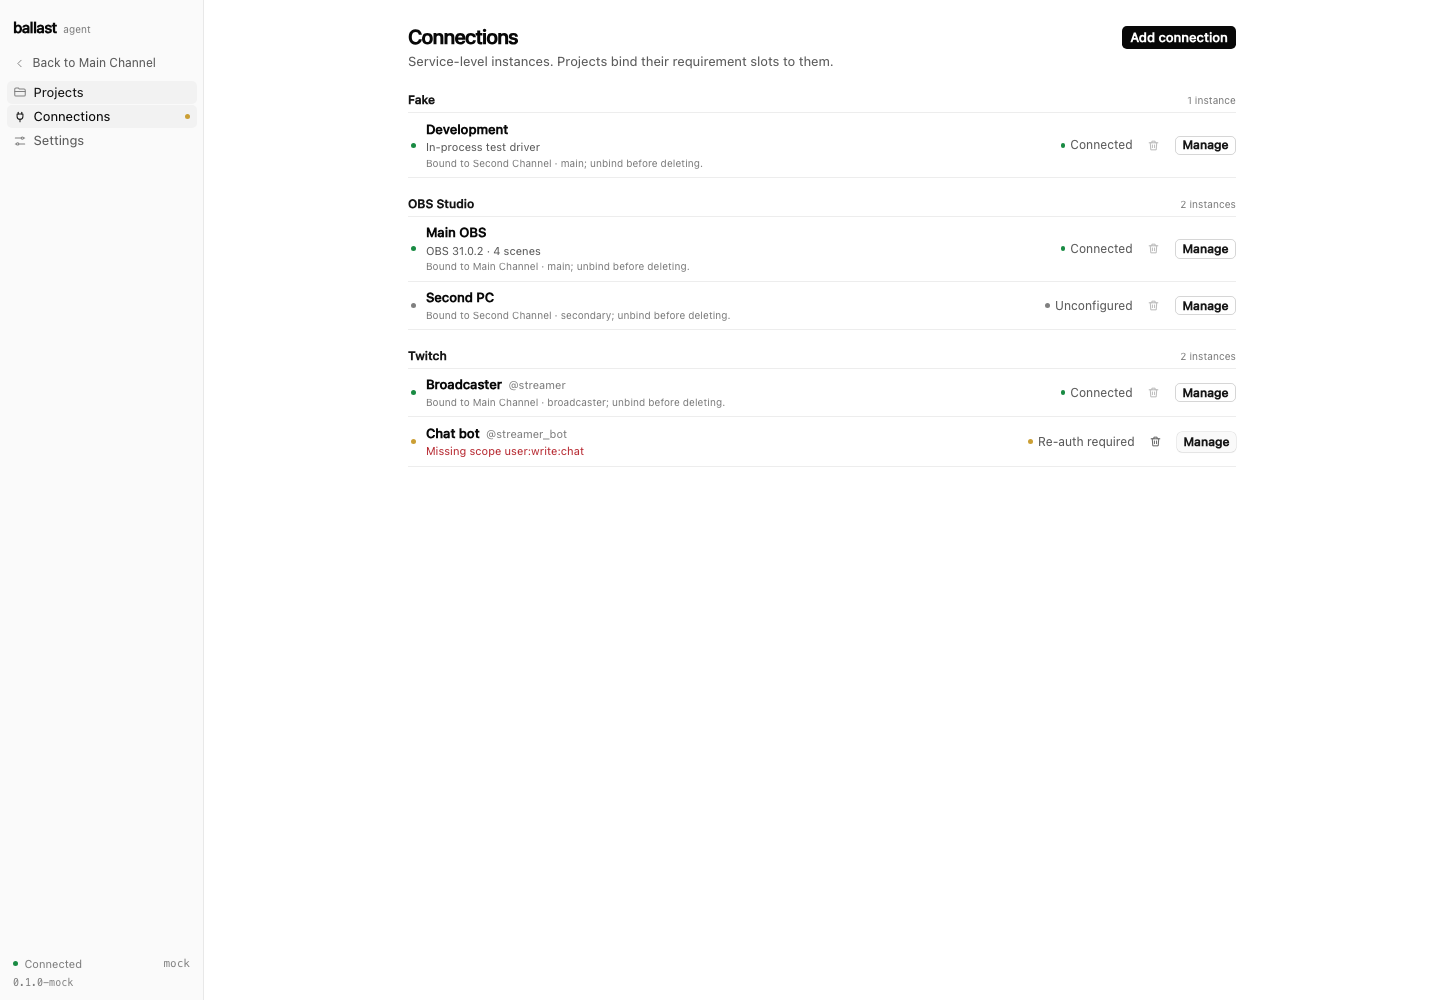 ballast agent
Back to Main Channel
Projects
Connections
Settings
Connections
Add connection
Service-level instances. Projects bind their requirement slots to them.
Fake 1 instance
Development
In-process test driver
Bound to Second Channel · main; unbind before deleting.
Connected Manage
OBS Studio 2 instances
Main OBS
OBS 31.0.2 · 4 scenes
Bound to Main Channel · main; unbind before deleting.
Connected Manage
Second PC
Bound to Second Channel · secondary; unbind before deleting.
Unconfigured Manage
Twitch 2 instances
Broadcaster @streamer
Bound to Main Channel · broadcaster; unbind before deleting.
Connected Manage
Chat bot @streamer_bot
Missing scope user:write:chat
Re-auth required Manage
Connected mock
0.1.0-mock